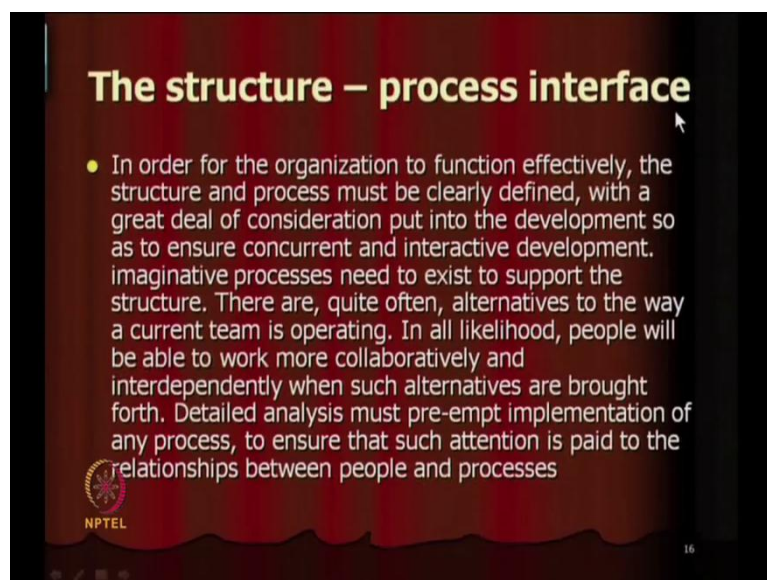 The structure – process interface
In order for the organization to function effectively, the
structure and process must be clearly defined, with a
great deal of consideration put into the development so
as to ensure concurrent and interactive development.
imaginative processes need to exist to support the
structure. There are, quite often, alternatives to the way
a current team is operating. In all likelihood, people will
be able to work more collaboratively and
interdependently when such alternatives are brought
forth. Detailed analysis must pre-empt implementation of
any process, to ensure that such attention is paid to the
relationships between people and processes
NPTEL
16